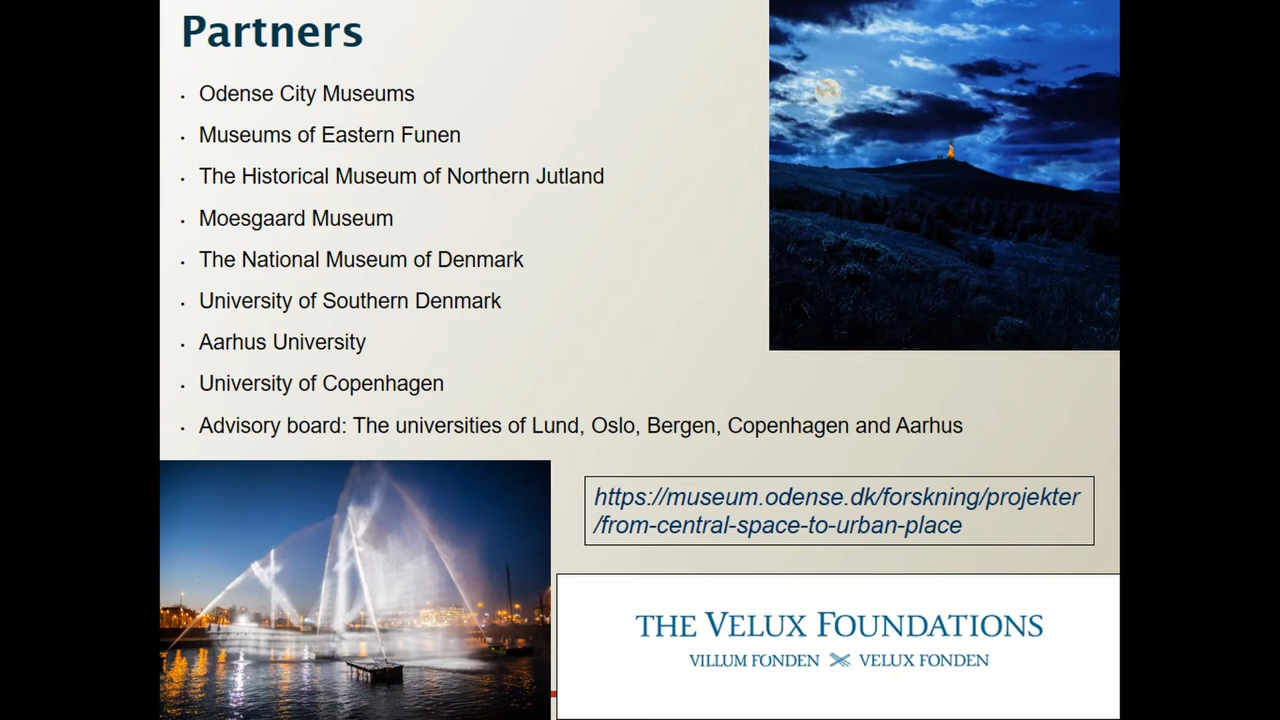 Partners
Odense City Museums
Museums of Eastern Funen
The Historical Museum of Northern Jutland
Moesgaard Museum
The National Museum of Denmark
University of Southern Denmark
Aarhus University
University of Copenhagen
Advisory board: The universities of Lund, Oslo, Bergen, Copenhagen and Aarhus
https://museum.odense.dk/forskning/projekter
/from-central-space-to-urban-place
THE VELUX FOUNDATIONS
VILLUM FONDEN VELUX FONDEN